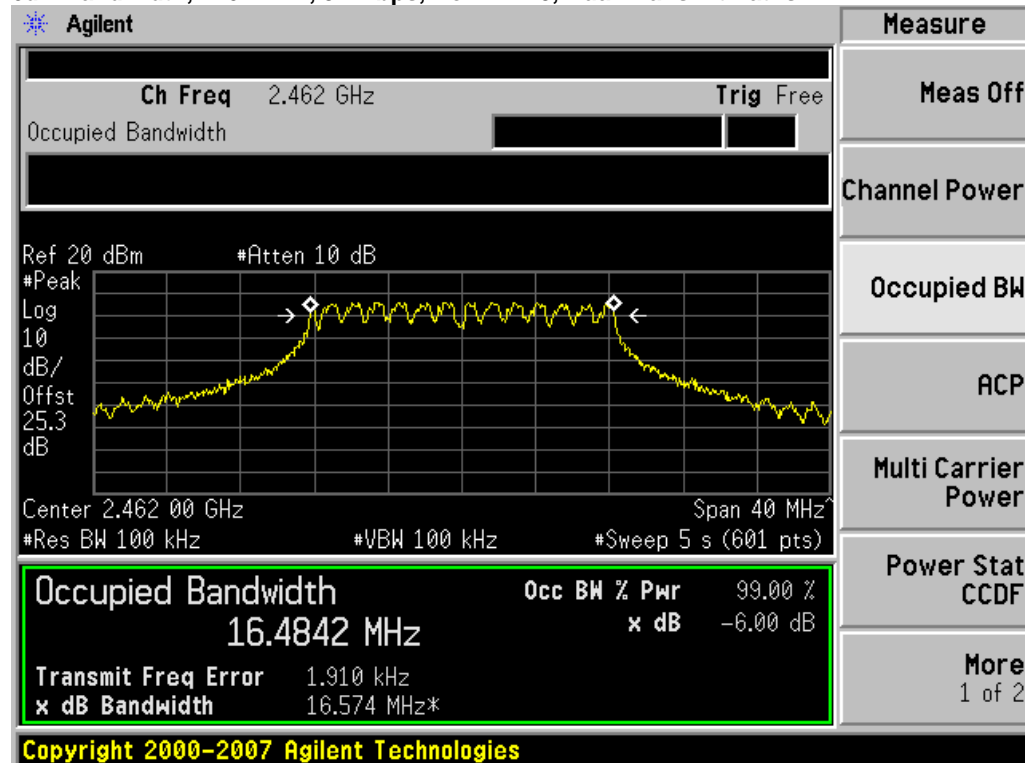 Agilent
Measure
Ch Freq 2.462 GHz Trig Free
Occupied Bandwidth
Meas Off
Channel Power
Occupied BW
ACP
Multi Carrier
Power
Power Stat
CCDF
More
1 of 2
Ref 20 dBm #Atten 10 dB
#Peak
Log
10
dB/
Offst
25.3
dB
Center 2.462 00 GHz Span 40 MHz^
#Res BW 100 kHz #VBW 100 kHz #Sweep 5 s (601 pts)
Occupied Bandwidth Occ BW % Pwr 99.00 %
16.4842 MHz x dB -6.00 dB
Transmit Freq Error 1.910 kHz
x dB Bandwidth 16.574 MHz*
Copyright 2000-2007 Agilent Technologies